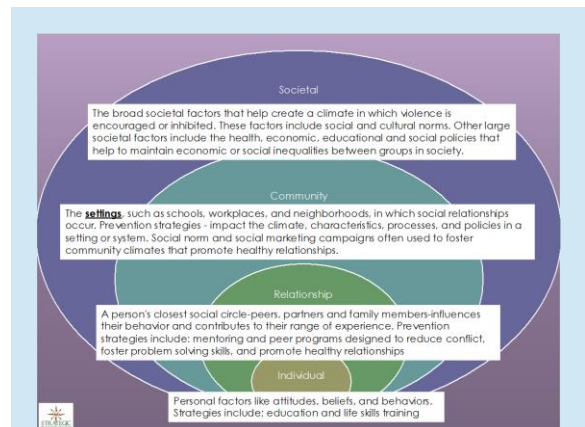 Societal
The broad societal factors that help create a climate in which violence is
encouraged or inhibited. These factors include social and cultural norms. Other large
societal factors include the health, economic, educational and social policies that
help to maintain economic or social inequalities between groups in society.
Community
The settings, such as schools, workplaces, and neighborhoods, in which social relationships
occur. Prevention strategies - impact the climate, characteristics, processes, and policies in a
setting or system. Social norm and social marketing campaigns often used to foster
community climates that promote healthy relationships.
Relationship
A person's closest social circle-peers, partners and family members-influences
their behavior and contributes to their range of experience. Prevention
strategies include: mentoring and peer programs designed to reduce conflict,
foster problem solving skills, and promote healthy relationships
Individual
Personal factors like attitudes, beliefs, and behaviors.
Strategies include: education and life skills training
STRATEGIC